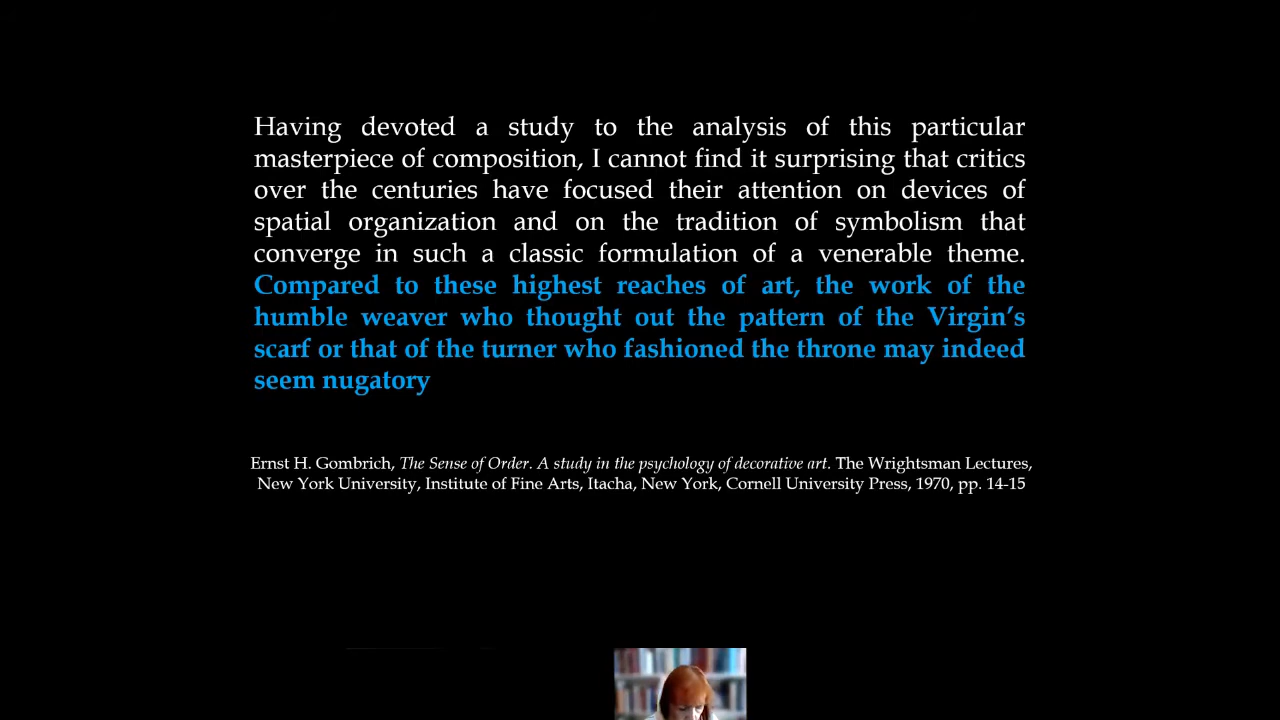 Having devoted a study to the analysis of this particular
masterpiece of composition, I cannot find it surprising that critics
over the centuries have focused their attention on devices of
spatial organization and on the tradition of symbolism that
converge in such a classic formulation of a venerable theme.
Compared to these highest reaches of art, the work of the
humble weaver who thought out the pattern of the Virgin’s
scarf or that of the turner who fashioned the throne may indeed
seem nugatory
Ernst H. Gombrich, The Sense of Order. A study in the psychology of decorative art. The Wrightsman Lectures,
New York University, Institute of Fine Arts, Itacha, New York, Cornell University Press, 1970, pp. 14-15